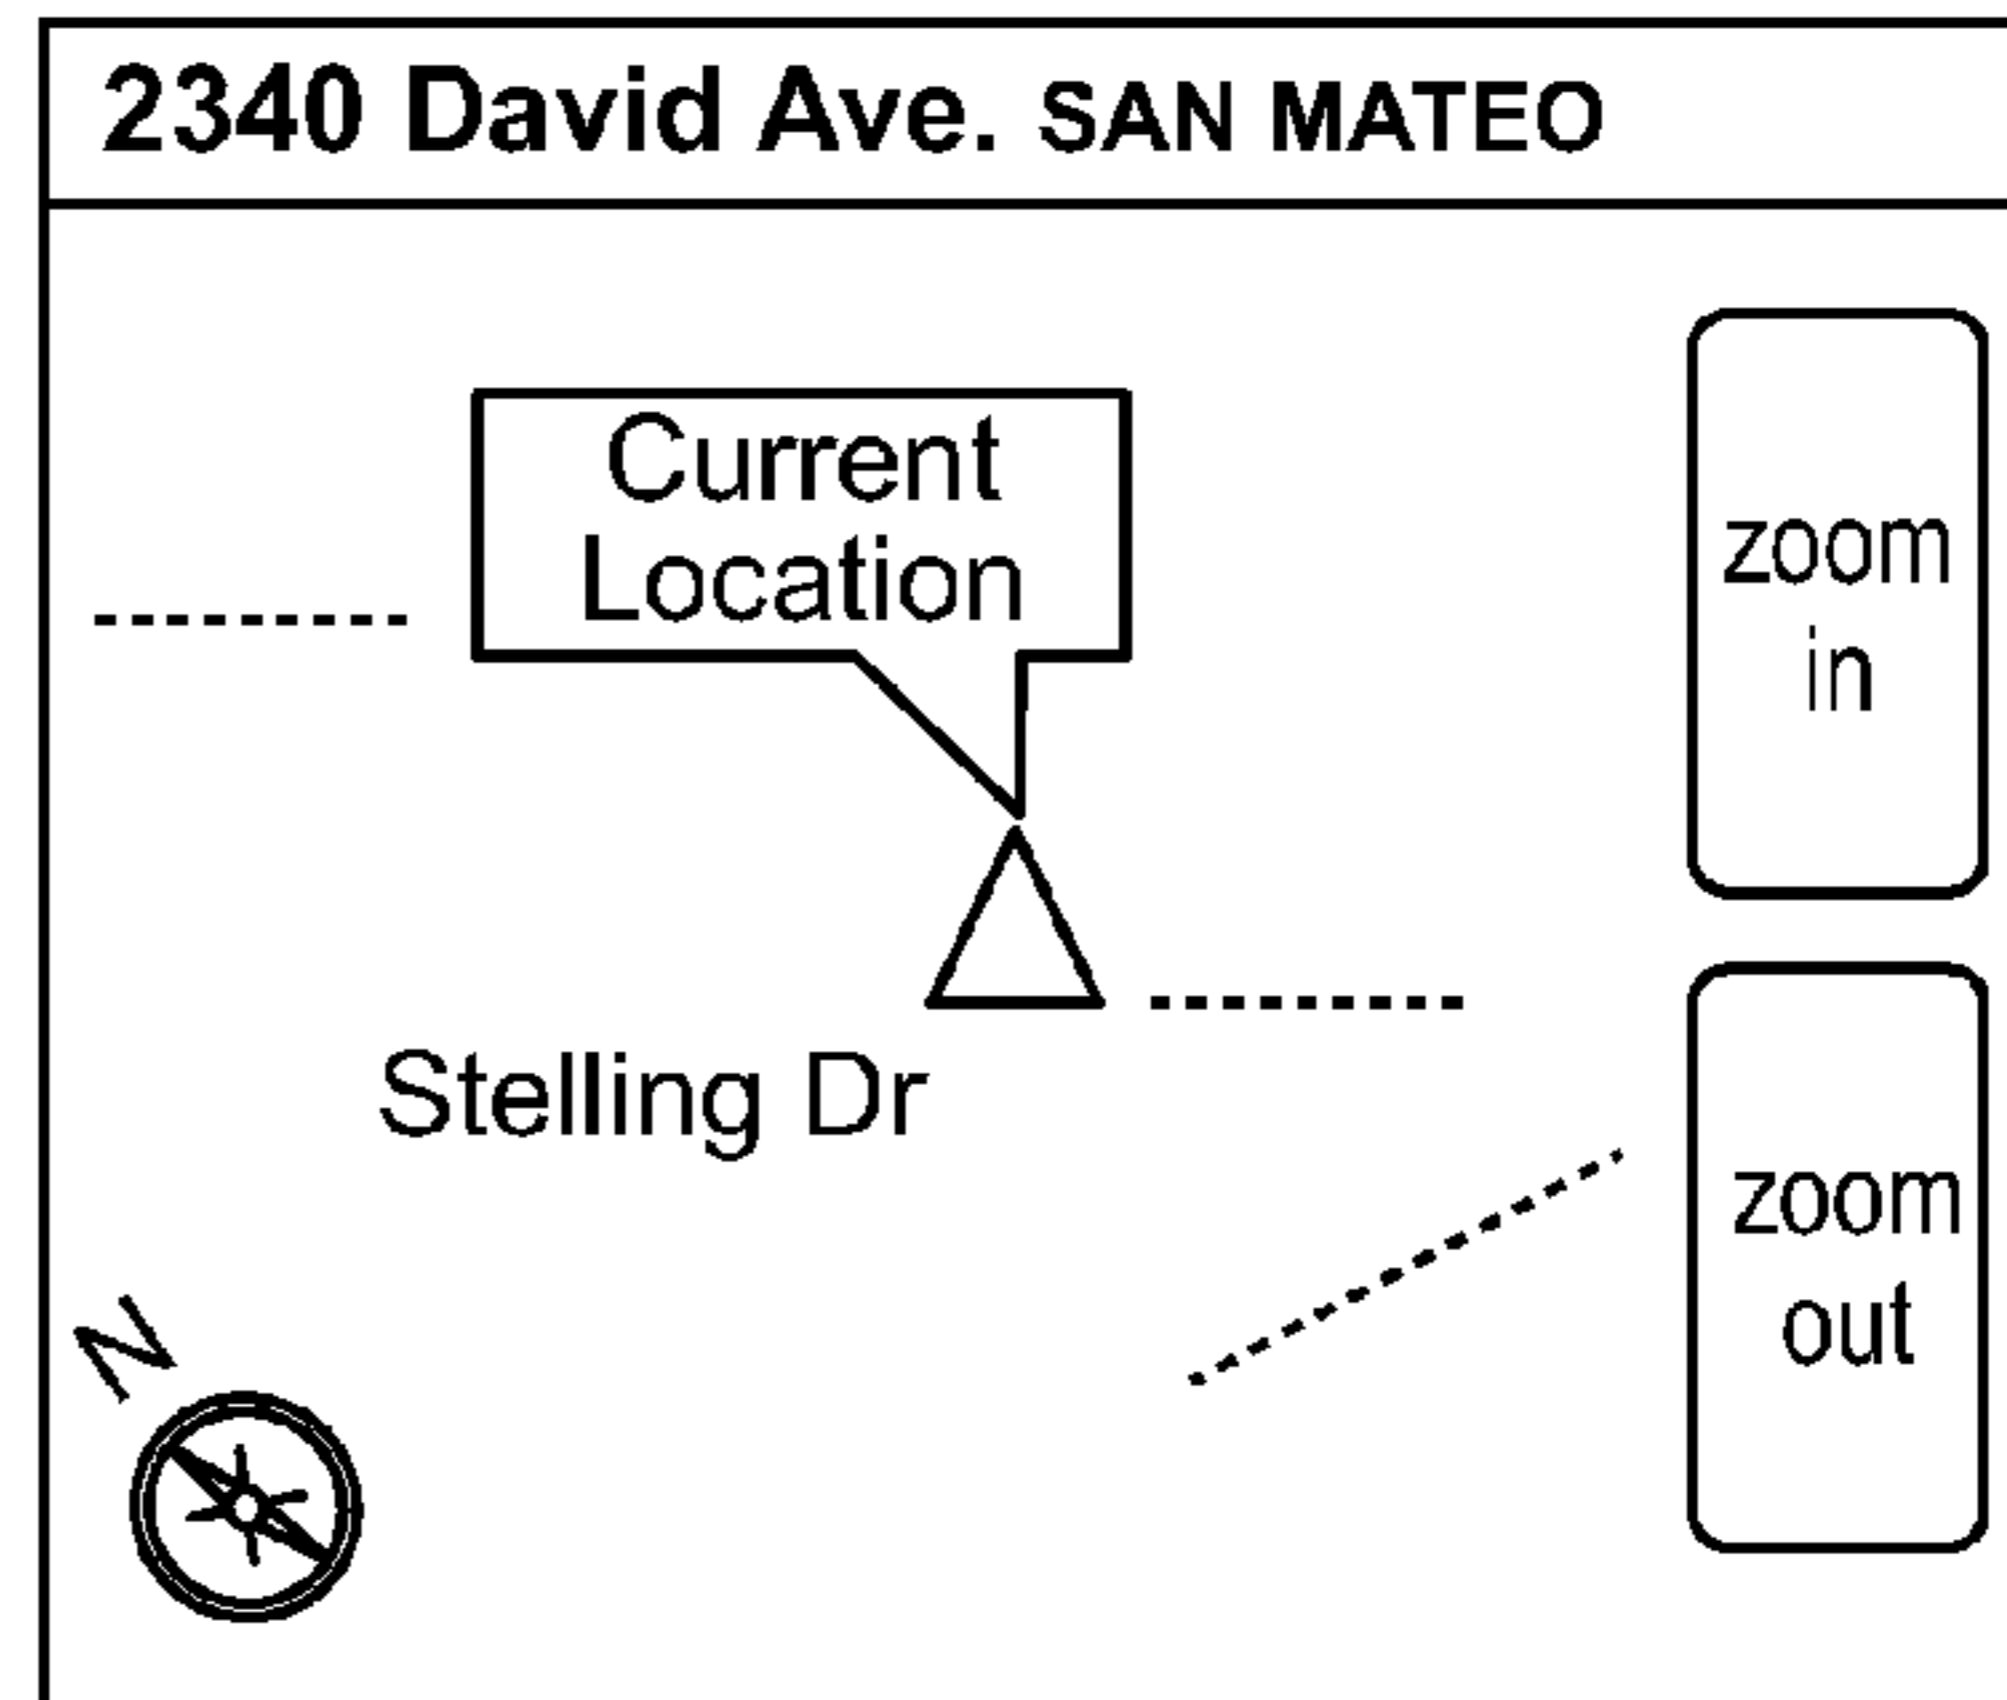 2340 David Ave. SAN MATEO
Current
Location
zoom
in
Stelling Dr
zoom
out
N